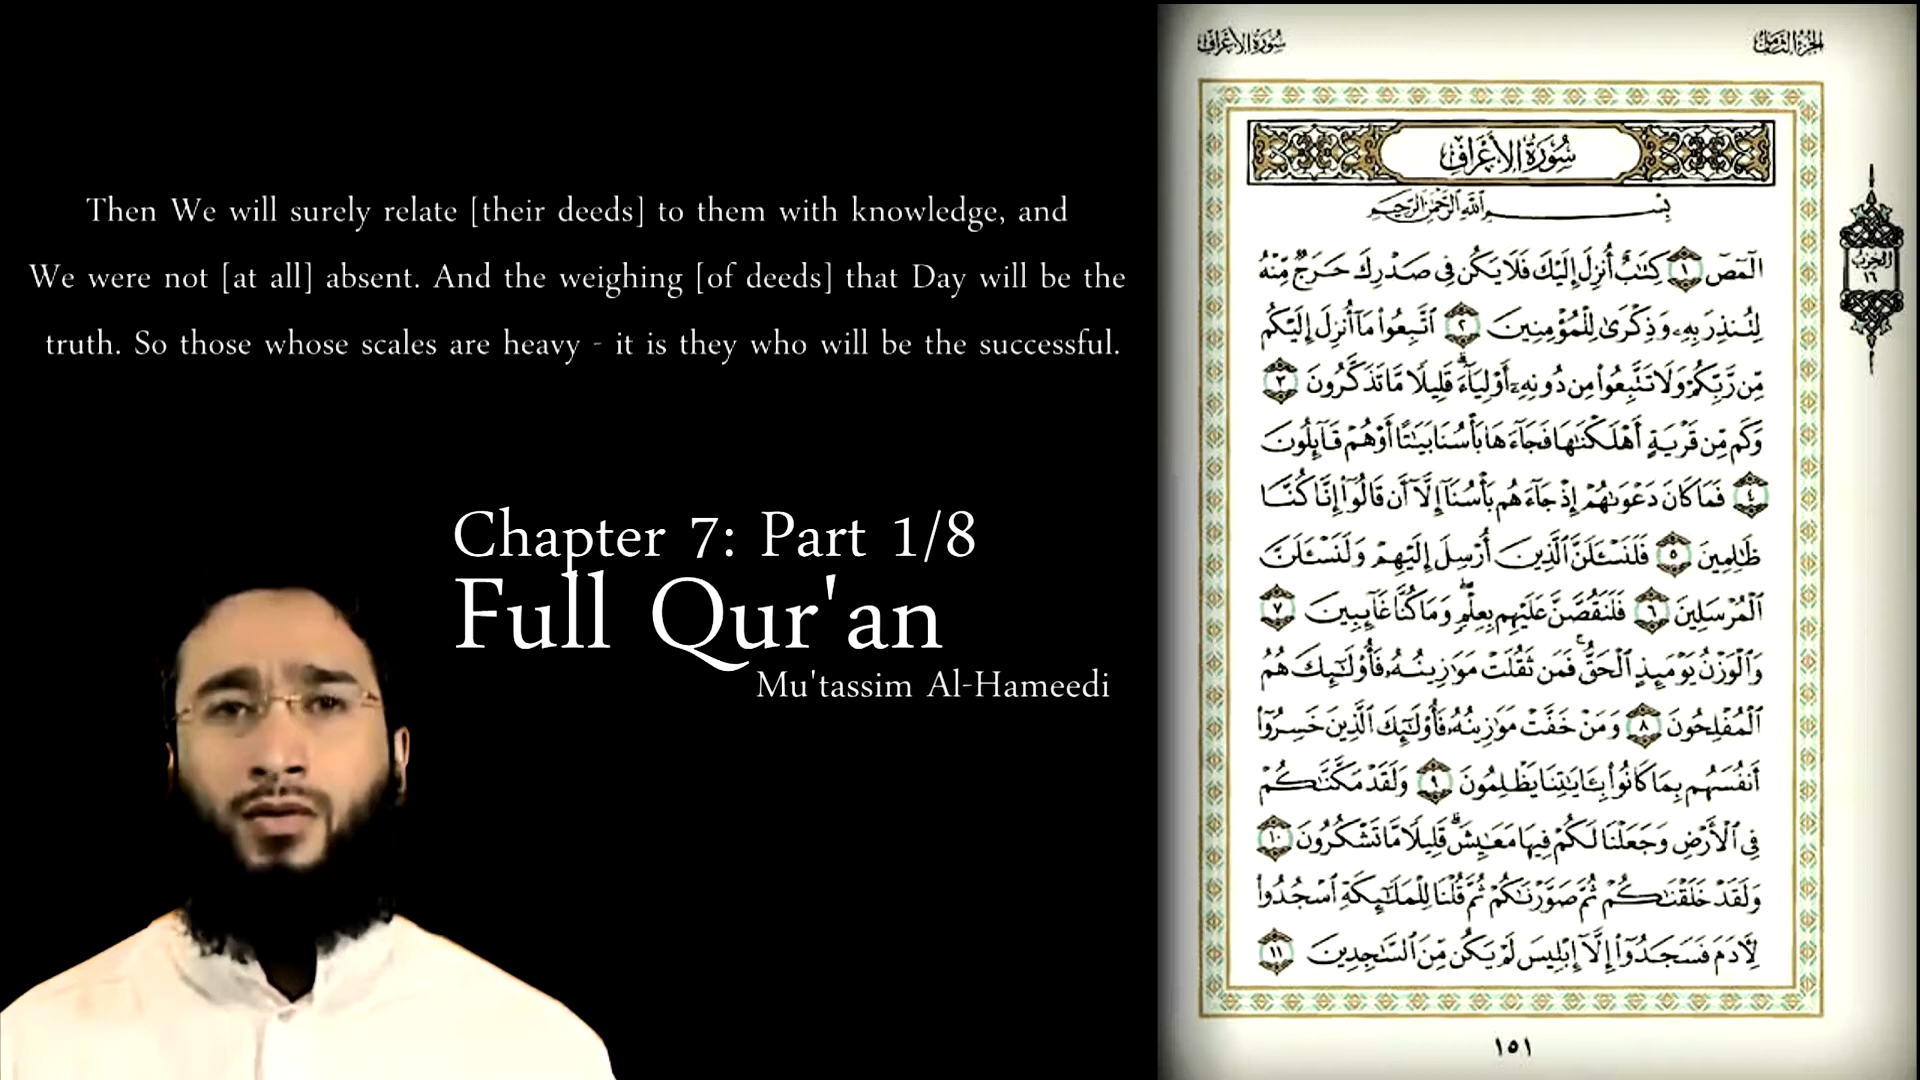 Then We will surely relate [their deeds] to them with knowledge, and
We were not [at all] absent. And the weighing [of deeds] that Day will be the
truth. So those whose scales are heavy - it is they who will be the successful.
Chapter 7: Part 1/8
Full Qur'an
Mu'tassim Al-Hameedi
الجزء الثامن
سورة الأعراف
سُورَةُ الأَعْرَافِ
بِسْمِ ٱللَّهِ ٱلرَّحْمَٰنِ ٱلرَّحِيمِ
الٓمٓصٓ ١ كِتَٰبٌ أُنزِلَ إِلَيْكَ فَلَا يَكُن فِى صَدْرِكَ حَرَجٌ مِّنْهُ
لِتُنذِرَ بِهِۦ وَذِكْرَىٰ لِلْمُؤْمِنِينَ ٢ ٱتَّبِعُوا۟ مَآ أُنزِلَ إِلَيْكُم
مِّن رَّبِّكُمْ وَلَا تَتَّبِعُوا۟ مِن دُونِهِۦٓ أَوْلِيَآءَ ۗ قَلِيلًا مَّا تَذَكَّرُونَ ٣
وَكَم مِّن قَرْيَةٍ أَهْلَكْنَٰهَا فَجَآءَهَا بَأْسُنَا بَيَٰتًا أَوْ هُمْ قَآئِلُونَ
٤ فَمَا كَانَ دَعْوَىٰهُمْ إِذْ جَآءَهُم بَأْسُنَآ إِلَّآ أَن قَالُوٓا۟ إِنَّا كُنَّا
ظَٰلِمِينَ ٥ فَلَنَسْـَٔلَنَّ ٱلَّذِينَ أُرْسِلَ إِلَيْهِمْ وَلَنَسْـَٔلَنَّ
ٱلْمُرْسَلِينَ ٦ فَلَنَقُصَّنَّ عَلَيْهِم بِعِلْمٍ ۖ وَمَا كُنَّا غَآئِبِينَ ٧
وَٱلْوَزْنُ يَوْمَئِذٍ ٱلْحَقُّ ۚ فَمَن ثَقُلَتْ مَوَٰزِينُهُۥ فَأُو۟لَٰٓئِكَ هُمُ
ٱلْمُفْلِحُونَ ٨ وَمَنْ خَفَّتْ مَوَٰزِينُهُۥ فَأُو۟لَٰٓئِكَ ٱلَّذِينَ خَسِرُوٓا۟
أَنفُسَهُم بِمَا كَانُوا۟ بِـَٔايَٰتِنَا يَظْلِمُونَ ٩ وَلَقَدْ مَكَّنَّٰكُمْ
فِى ٱلْأَرْضِ وَجَعَلْنَا لَكُمْ فِيهَا مَعَٰيِشَ ۗ قَلِيلًا مَّا تَشْكُرُونَ ١٠
وَلَقَدْ خَلَقْنَٰكُمْ ثُمَّ صَوَّرْنَٰكُمْ ثُمَّ قُلْنَا لِلْمَلَٰٓئِكَةِ ٱسْجُدُوا۟
لِـَٔادَمَ فَسَجَدُوٓا۟ إِلَّآ إِبْلِيسَ لَمْ يَكُن مِّنَ ٱلسَّٰجِدِينَ ١١
الحزب
١٦
١٥١